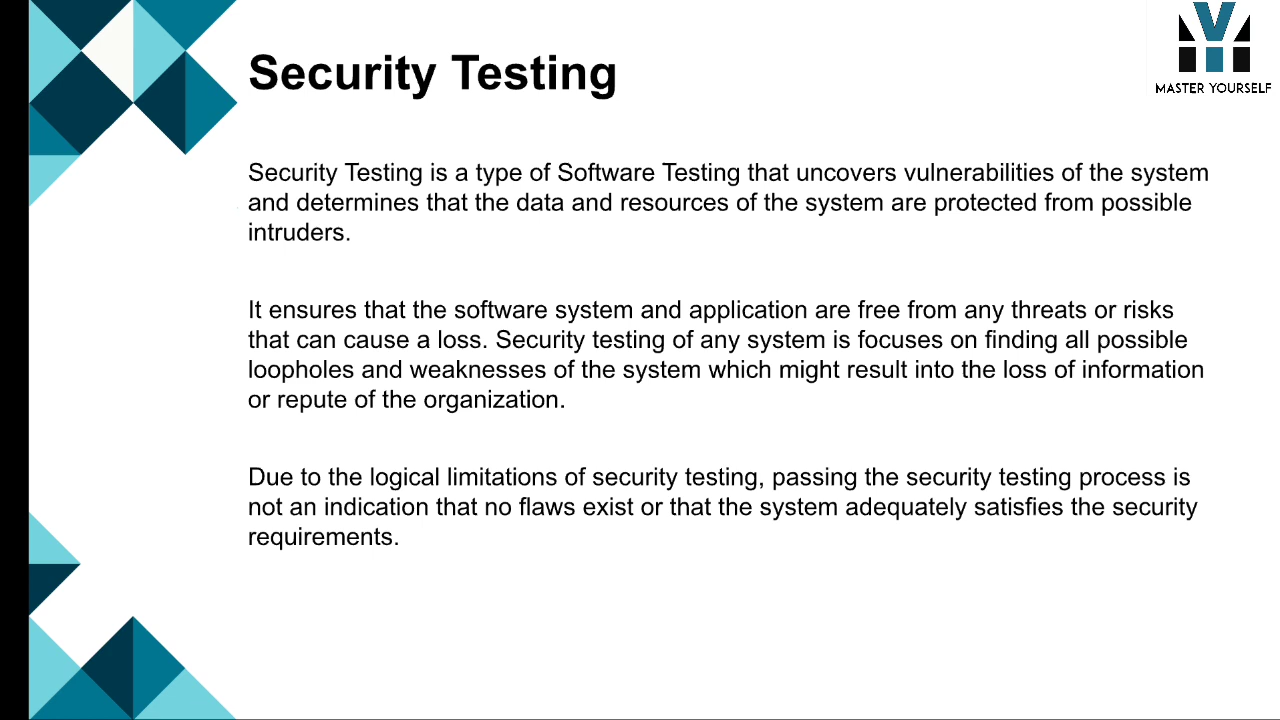 Security Testing
MASTER YOURSELF
Security Testing is a type of Software Testing that uncovers vulnerabilities of the system
and determines that the data and resources of the system are protected from possible
intruders.
It ensures that the software system and application are free from any threats or risks
that can cause a loss. Security testing of any system is focuses on finding all possible
loopholes and weaknesses of the system which might result into the loss of information
or repute of the organization.
Due to the logical limitations of security testing, passing the security testing process is
not an indication that no flaws exist or that the system adequately satisfies the security
requirements.